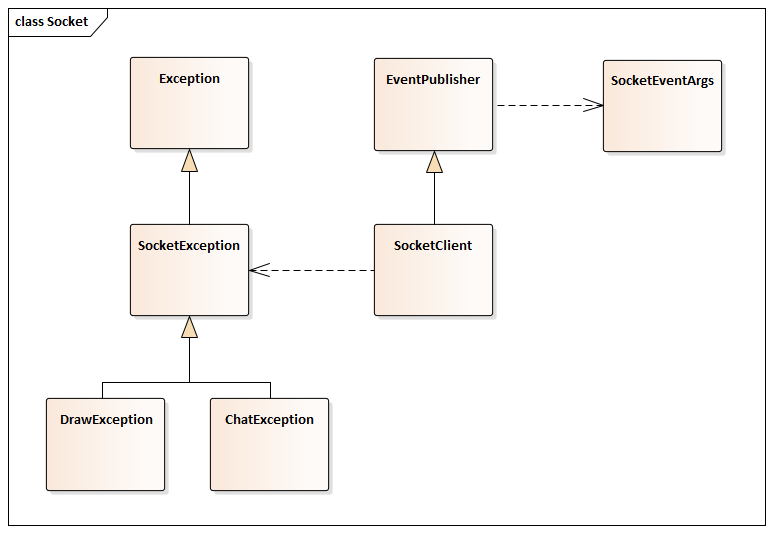 class Socket
Exception
EventPublisher
SocketEventArgs
SocketException
SocketClient
DrawException
ChatException